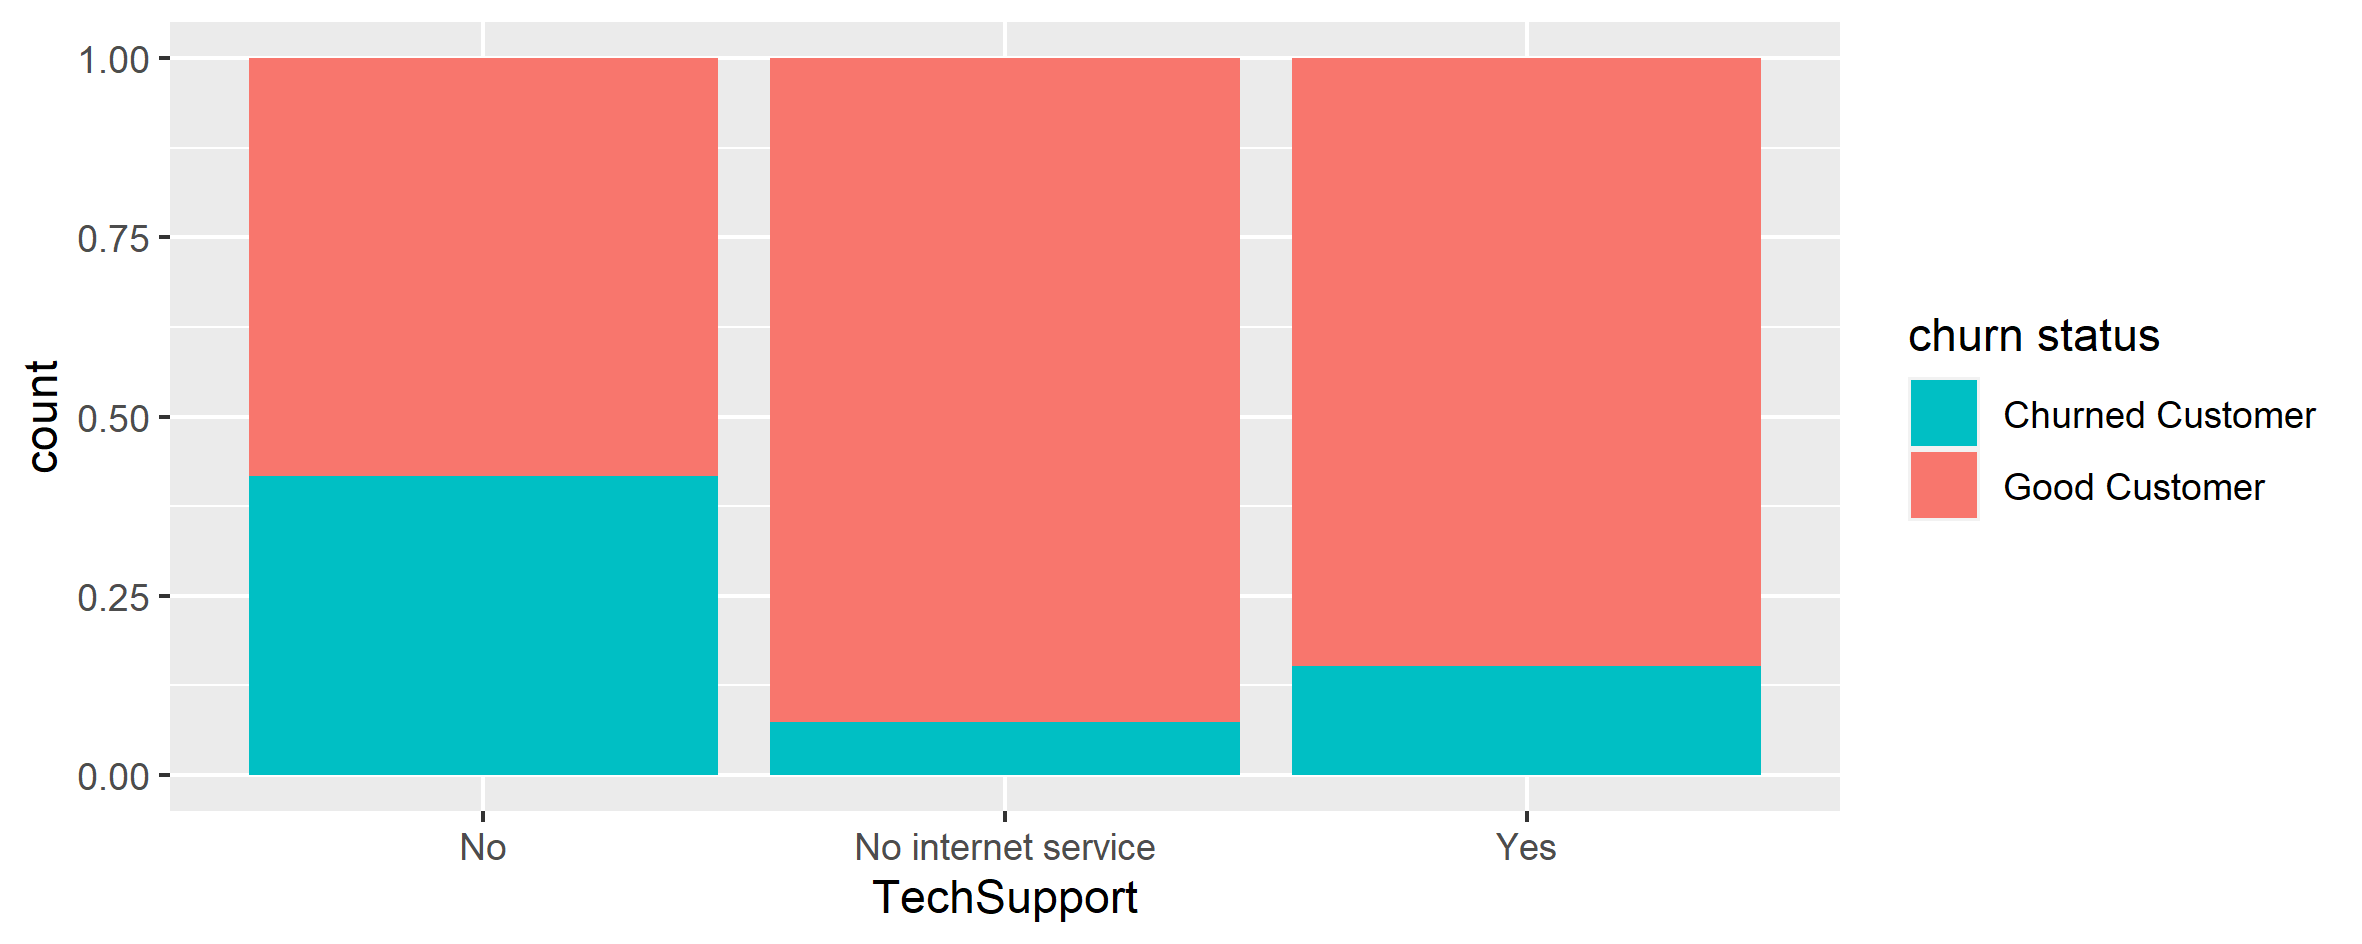 count
1.00
0.75
0.50
0.25
0.00
No
No internet service
Yes
TechSupport
churn status
Churned Customer
Good Customer